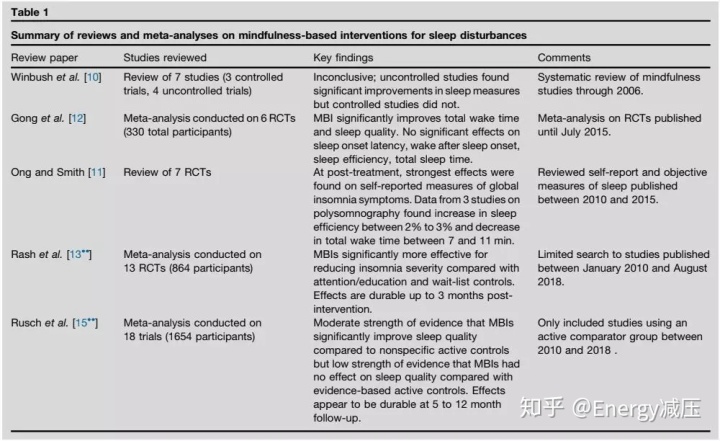 Table 1
Summary of reviews and meta-analyses on mindfulness-based interventions for sleep disturbances
Review paper Studies reviewed Key findings Comments
Winbush et al. [10] Review of 7 studies (3 controlled Inconclusive; uncontrolled studies found Systematic review of mindfulness
trials, 4 uncontrolled trials) significant improvements in sleep measures studies through 2006.
but controlled studies did not.
Gong et al. [12] Meta-analysis conducted on 6 RCTs MBI significantly improves total wake time Meta-analysis on RCTs published
(330 total participants) and sleep quality. No significant effects on until July 2015.
sleep onset latency, wake after sleep onset,
sleep efficiency, total sleep time.
Ong and Smith [11] Review of 7 RCTs At post-treatment, strongest effects were Reviewed self-report and objective
found on self-reported measures of global measures of sleep published
insomnia symptoms. Data from 3 studies on between 2010 and 2015.
polysomnography found increase in sleep
efficiency between 2% to 3% and decrease
in total wake time between 7 and 11 min.
Rash et al. [13••] Meta-analysis conducted on MBIs significantly more effective for Limited search to studies published
13 RCTs (864 participants) reducing insomnia severity compared with between January 2010 and August
attention/education and wait-list controls. 2018.
Effects are durable up to 3 months post-
intervention.
Rusch et al. [15••] Meta-analysis conducted on Moderate strength of evidence that MBIs Only included studies using an
18 trials (1654 participants) significantly improve sleep quality active comparator group between
compared to nonspecific active controls 2010 and 2018 .
but low strength of evidence that MBIs had
no effect on sleep quality compared with
evidence-based active controls. Effects
appear to be durable at 5 to 12 month
follow-up.
知乎 @Energy减压